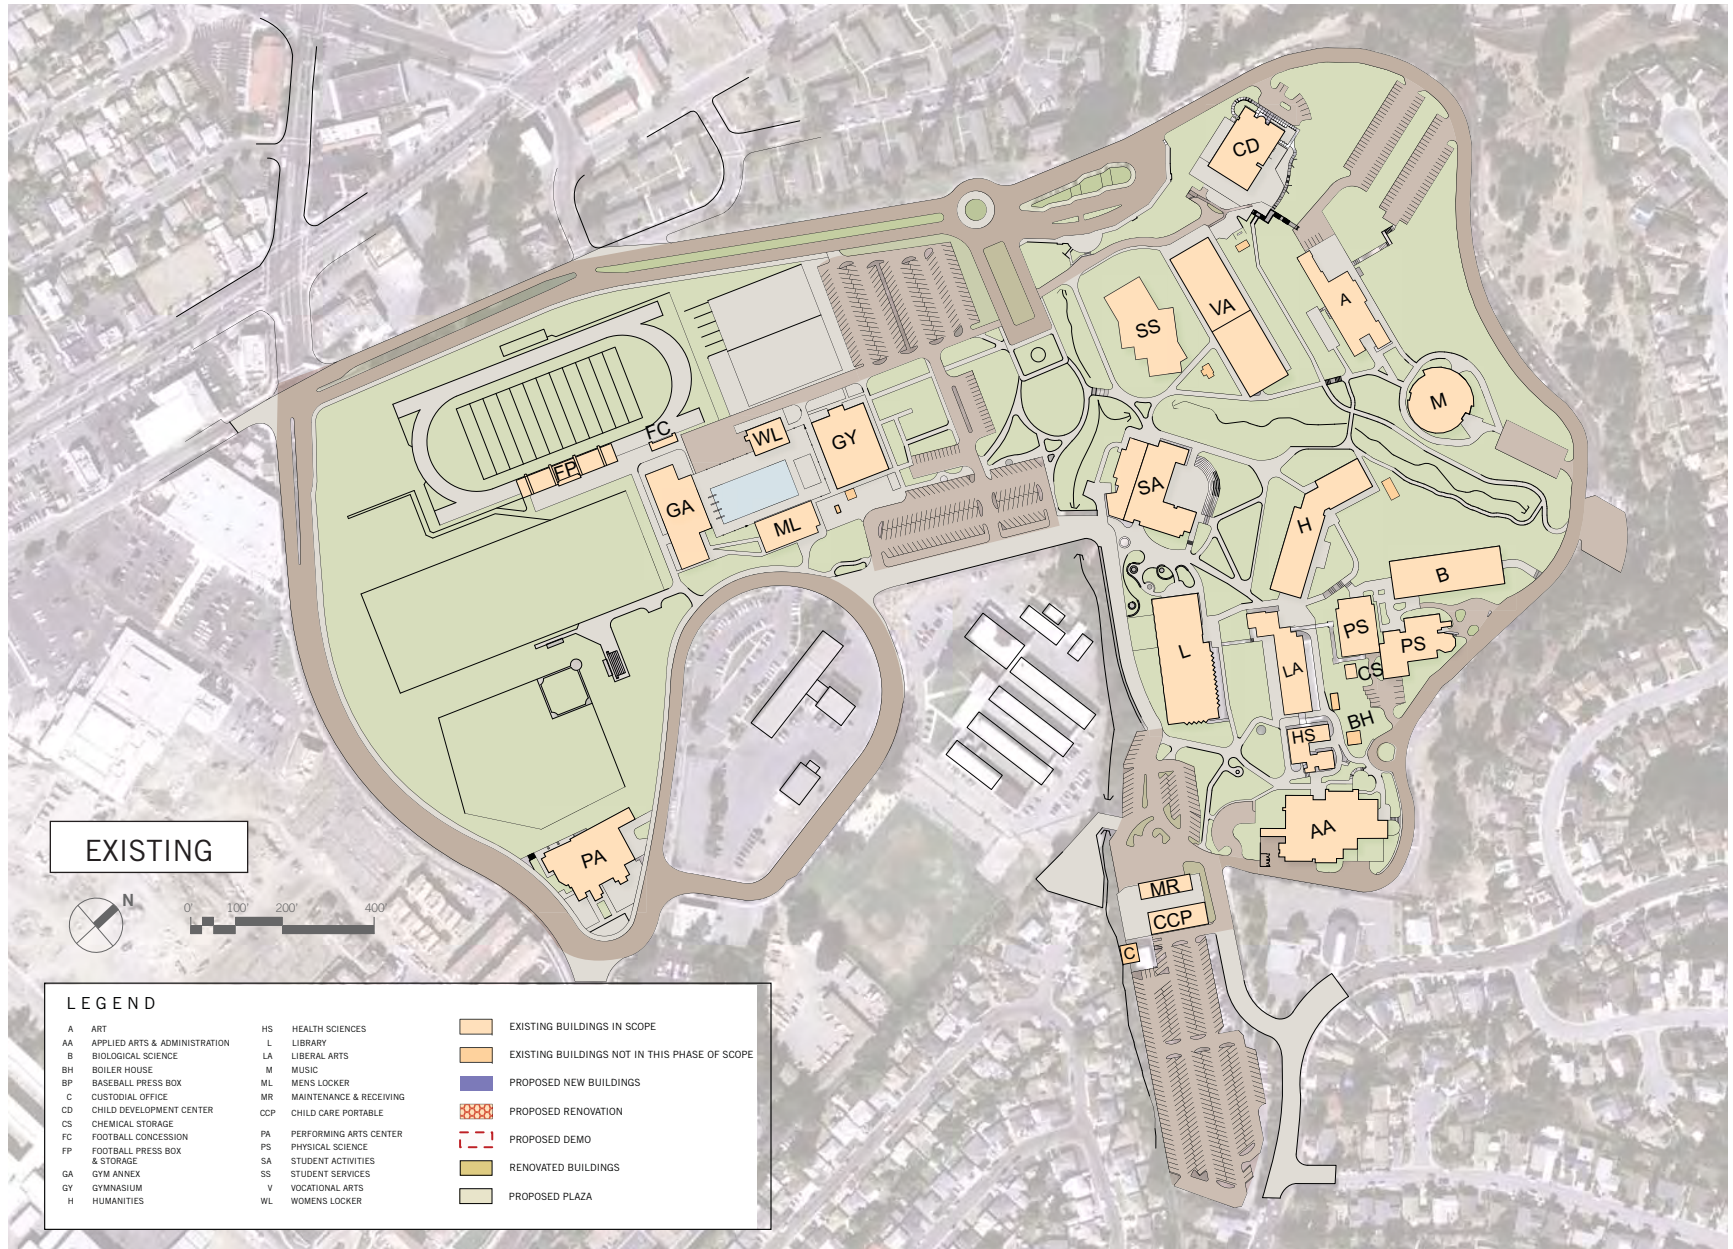 CD
VA
A
SS
M
FC
WL
GY
FP
GA
ML
SA
H
B
PS
PS
L
LA
CS
BH
HS
AA
PA
MR
CCP
C
EXISTING
N
0' 100' 200' 400'
LEGEND
A ART
AA APPLIED ARTS & ADMINISTRATION
B BIOLOGICAL SCIENCE
BH BOILER HOUSE
BP BASEBALL PRESS BOX
C CUSTODIAL OFFICE
CD CHILD DEVELOPMENT CENTER
CS CHEMICAL STORAGE
FC FOOTBALL CONCESSION
FP FOOTBALL PRESS BOX
& STORAGE
GA GYM ANNEX
GY GYMNASIUM
H HUMANITIES
HS HEALTH SCIENCES
L LIBRARY
LA LIBERAL ARTS
M MUSIC
ML MENS LOCKER
MR MAINTENANCE & RECEIVING
CCP CHILD CARE PORTABLE
PA PERFORMING ARTS CENTER
PS PHYSICAL SCIENCE
SA STUDENT ACTIVITIES
SS STUDENT SERVICES
V VOCATIONAL ARTS
WL WOMENS LOCKER
EXISTING BUILDINGS IN SCOPE
EXISTING BUILDINGS NOT IN THIS PHASE OF SCOPE
PROPOSED NEW BUILDINGS
PROPOSED RENOVATION
PROPOSED DEMO
RENOVATED BUILDINGS
PROPOSED PLAZA